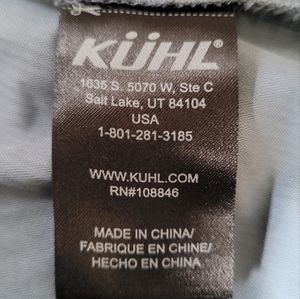 KÜHL®
1635 S. 5070 W, Ste C
Salt Lake, UT 84104
USA
1-801-281-3185
WWW.KUHL.COM
RN#108846
MADE IN CHINA/
FABRIQUE EN CHINE/
HECHO EN CHINA